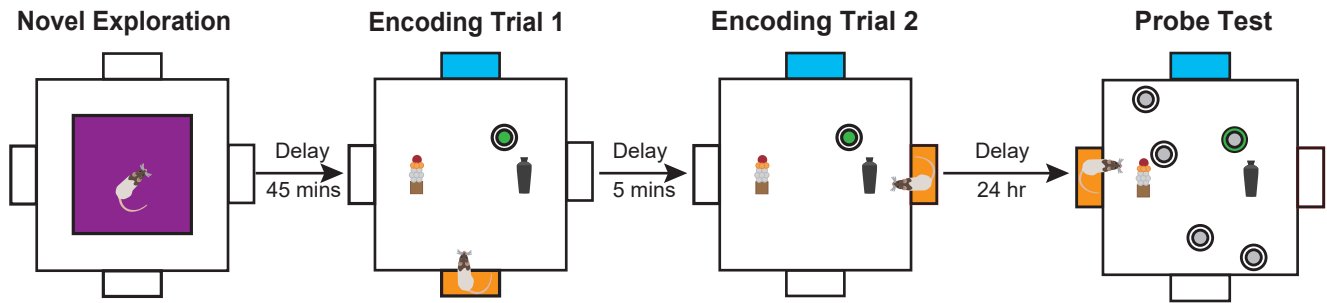 Novel Exploration
Encoding Trial 1
Encoding Trial 2
Probe Test
Delay
45 mins
Delay
5 mins
Delay
24 hr